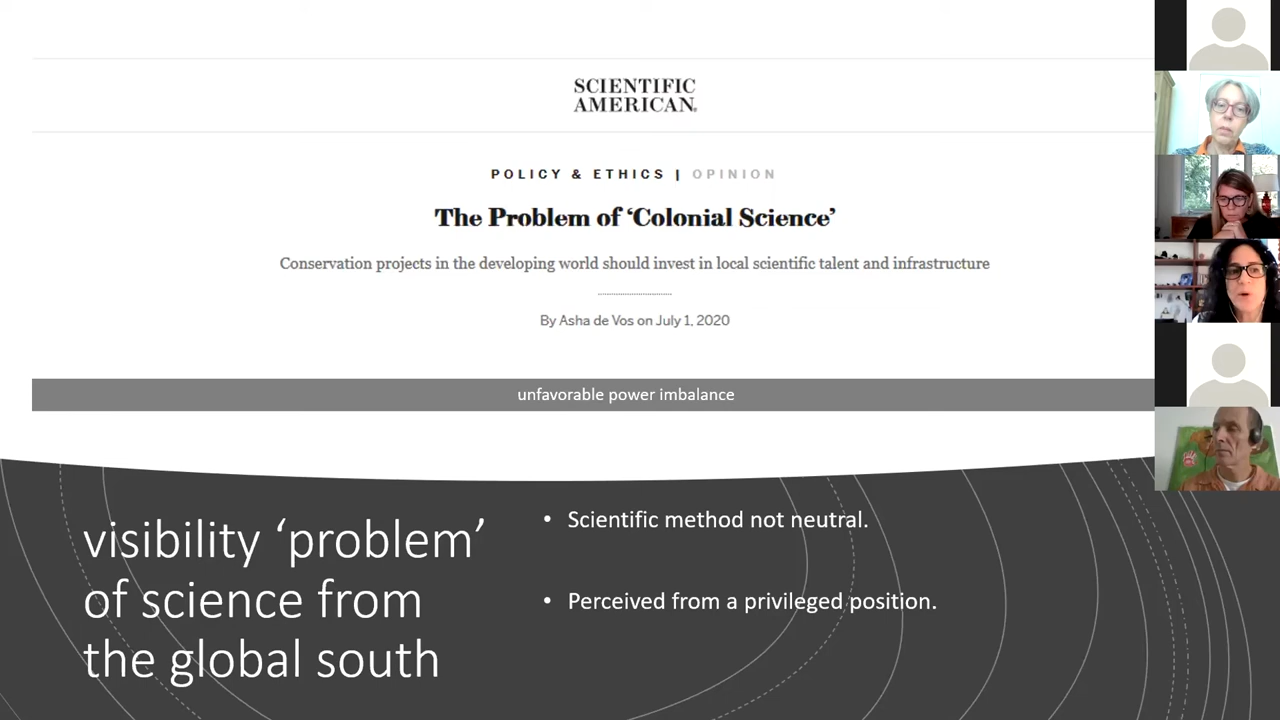 SCIENTIFIC
AMERICAN®
POLICY & ETHICS | OPINION
The Problem of ‘Colonial Science’
Conservation projects in the developing world should invest in local scientific talent and infrastructure
By Asha de Vos on July 1, 2020
unfavorable power imbalance
visibility ‘problem’
of science from
the global south
• Scientific method not neutral.
• Perceived from a privileged position.